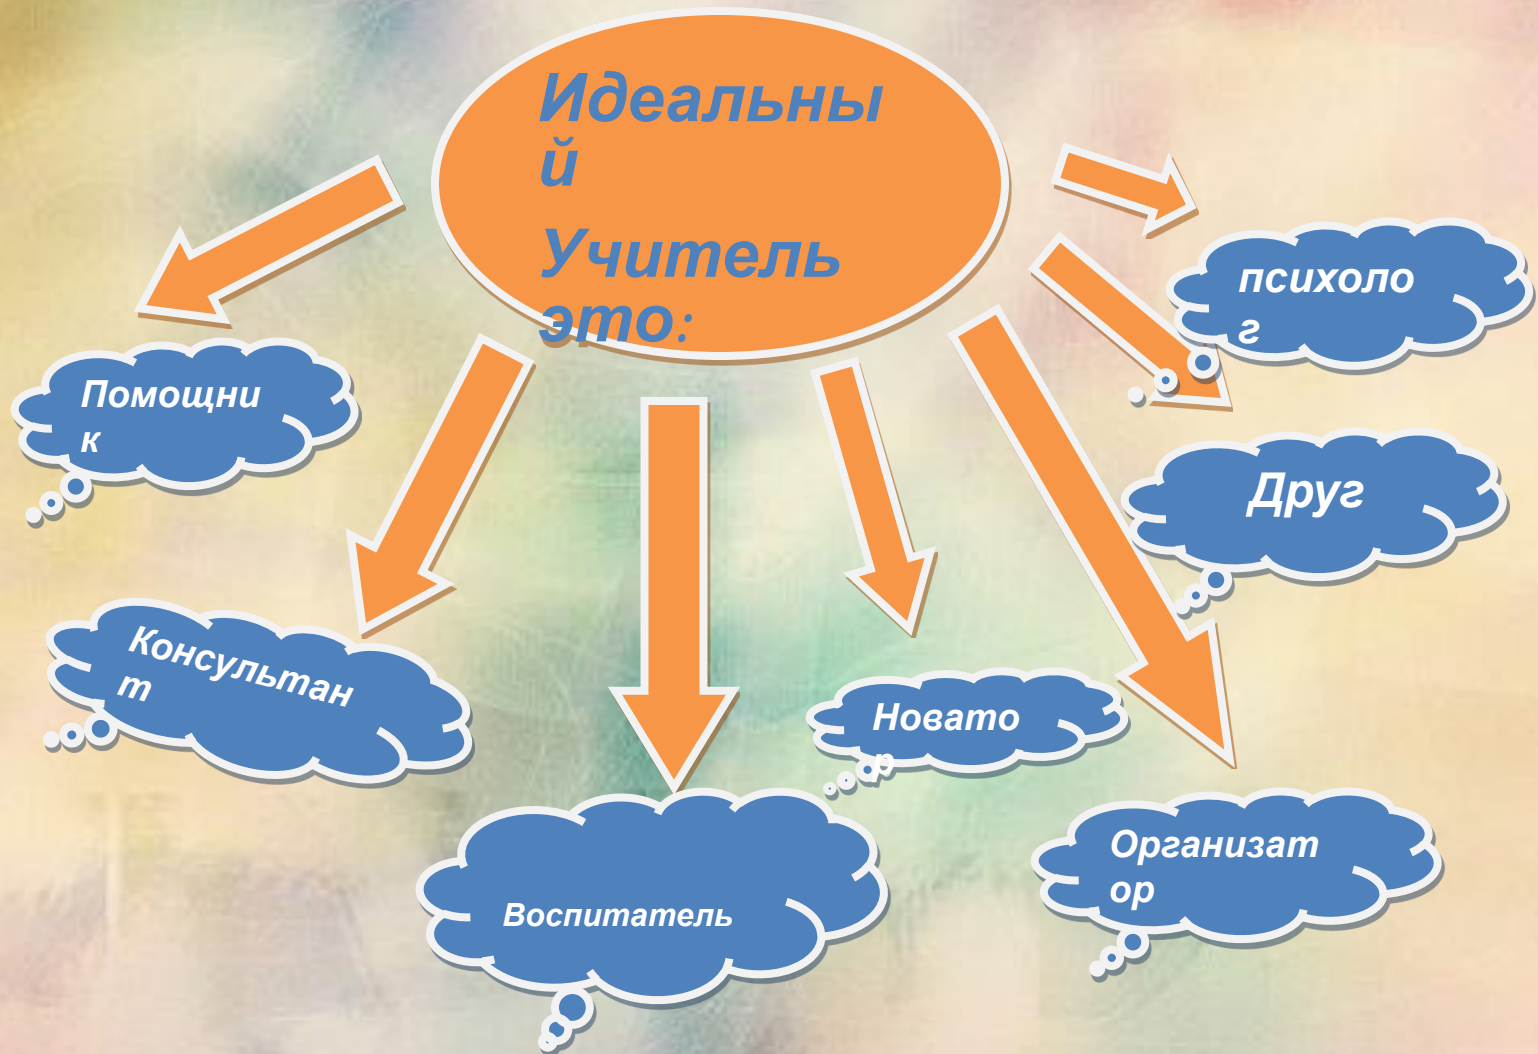 Идеальны
й
Учитель
это:
психоло
г
Помощни
к
Друг
Консультан
т
Новато
р
Организат
ор
Воспитатель